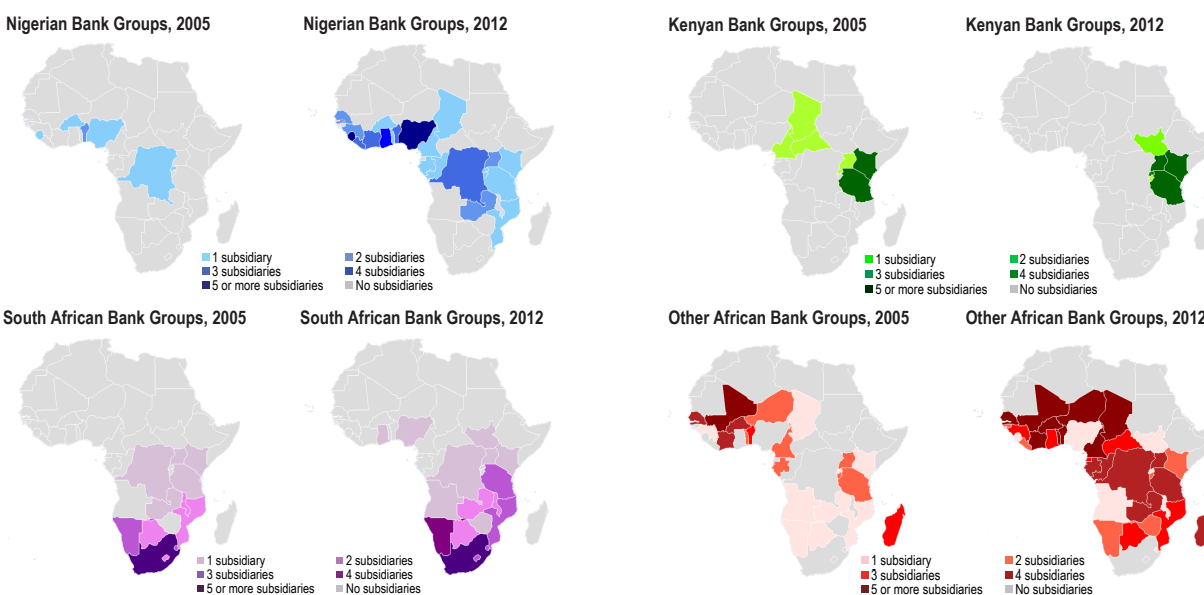 Nigerian Bank Groups, 2005
Nigerian Bank Groups, 2012
1 subsidiary
2 subsidiaries
3 subsidiaries
4 subsidiaries
5 or more subsidiaries
No subsidiaries
Kenyan Bank Groups, 2005
Kenyan Bank Groups, 2012
1 subsidiary
2 subsidiaries
3 subsidiaries
4 subsidiaries
5 or more subsidiaries
No subsidiaries
South African Bank Groups, 2005
South African Bank Groups, 2012
1 subsidiary
2 subsidiaries
3 subsidiaries
4 subsidiaries
5 or more subsidiaries
No subsidiaries
Other African Bank Groups, 2005
Other African Bank Groups, 2012
1 subsidiary
2 subsidiaries
3 subsidiaries
4 subsidiaries
5 or more subsidiaries
No subsidiaries